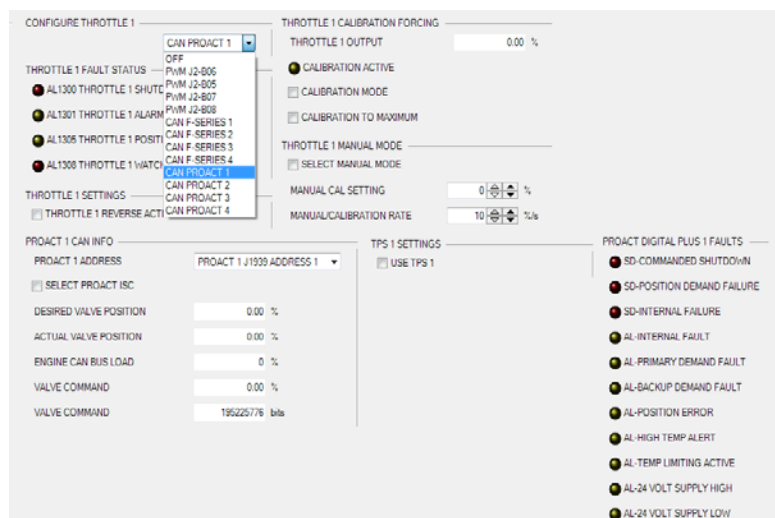 CONFIGURE THROTTLE 1
CAN PROACT 1
OFF
PWM J2-B06
PWM J2-B05
PWM J2-B07
PWM J2-B08
CAN F-SERIES 1
CAN F-SERIES 2
CAN F-SERIES 3
CAN F-SERIES 4
CAN PROACT 1
CAN PROACT 2
CAN PROACT 3
CAN PROACT 4
THROTTLE 1 FAULT STATUS
AL1300 THROTTLE 1 SHUTD
AL1301 THROTTLE 1 ALARM
AL1305 THROTTLE 1 POSITI
AL1308 THROTTLE 1 WATCH
THROTTLE 1 SETTINGS
THROTTLE 1 REVERSE ACTI
THROTTLE 1 CALIBRATION FORCING
THROTTLE 1 OUTPUT 0.00 %
CALIBRATION ACTIVE
CALIBRATION MODE
CALIBRATION TO MAXIMUM
THROTTLE 1 MANUAL MODE
SELECT MANUAL MODE
MANUAL CAL SETTING 0 %
MANUAL/CALIBRATION RATE 10 %/s
PROACT 1 CAN INFO
PROACT 1 ADDRESS PROACT 1 J1939 ADDRESS 1
SELECT PROACT ISC
DESIRED VALVE POSITION 0.00 %
ACTUAL VALVE POSITION 0.00 %
ENGINE CAN BUS LOAD 0 %
VALVE COMMAND 0.00 %
VALVE COMMAND 195225776 bits
TPS 1 SETTINGS
USE TPS 1
PROACT DIGITAL PLUS 1 FAULTS
SD-COMMANDED SHUTDOWN
SD-POSITION DEMAND FAILURE
SD-INTERNAL FAILURE
AL-INTERNAL FAULT
AL-PRIMARY DEMAND FAULT
AL-BACKUP DEMAND FAULT
AL-POSITION ERROR
AL-HIGH TEMP ALERT
AL-TEMP LIMITING ACTIVE
AL-24 VOLT SUPPLY HIGH
AL-24 VOLT SUPPLY LOW